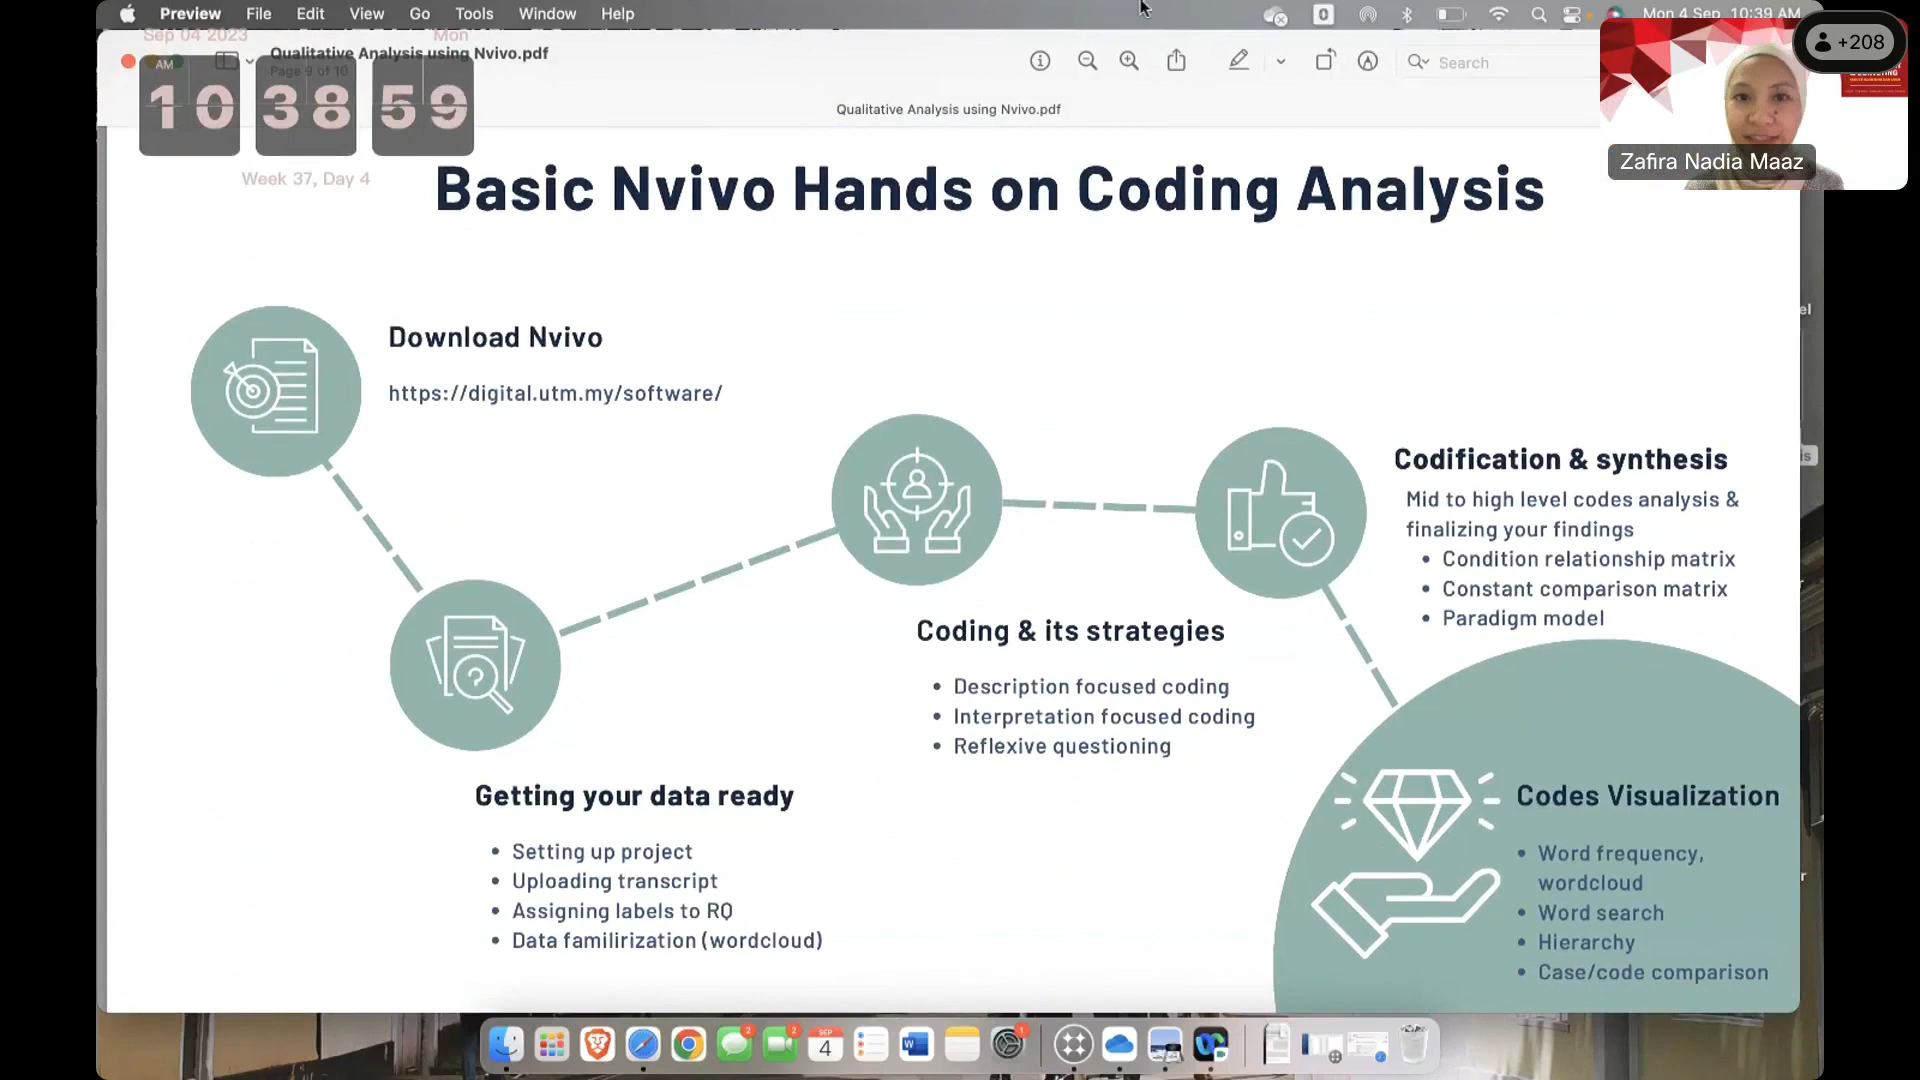 Preview File Edit View Go Tools Window Help
Mon 4 Sep 10:39 AM
+208
Sep 04 2023 Mon
Qualitative Analysis using Nvivo.pdf
Page 9 of 10
AM
10 38 59
Week 37, Day 4
Search
Qualitative Analysis using Nvivo.pdf
Zafira Nadia Maaz
Basic Nvivo Hands on Coding Analysis
Download Nvivo
https://digital.utm.my/software/
Getting your data ready
• Setting up project
• Uploading transcript
• Assigning labels to RQ
• Data familirization (wordcloud)
Coding & its strategies
• Description focused coding
• Interpretation focused coding
• Reflexive questioning
Codification & synthesis
Mid to high level codes analysis &
finalizing your findings
• Condition relationship matrix
• Constant comparison matrix
• Paradigm model
Codes Visualization
• Word frequency,
wordcloud
• Word search
• Hierarchy
• Case/code comparison
2
2
SEP
4
1